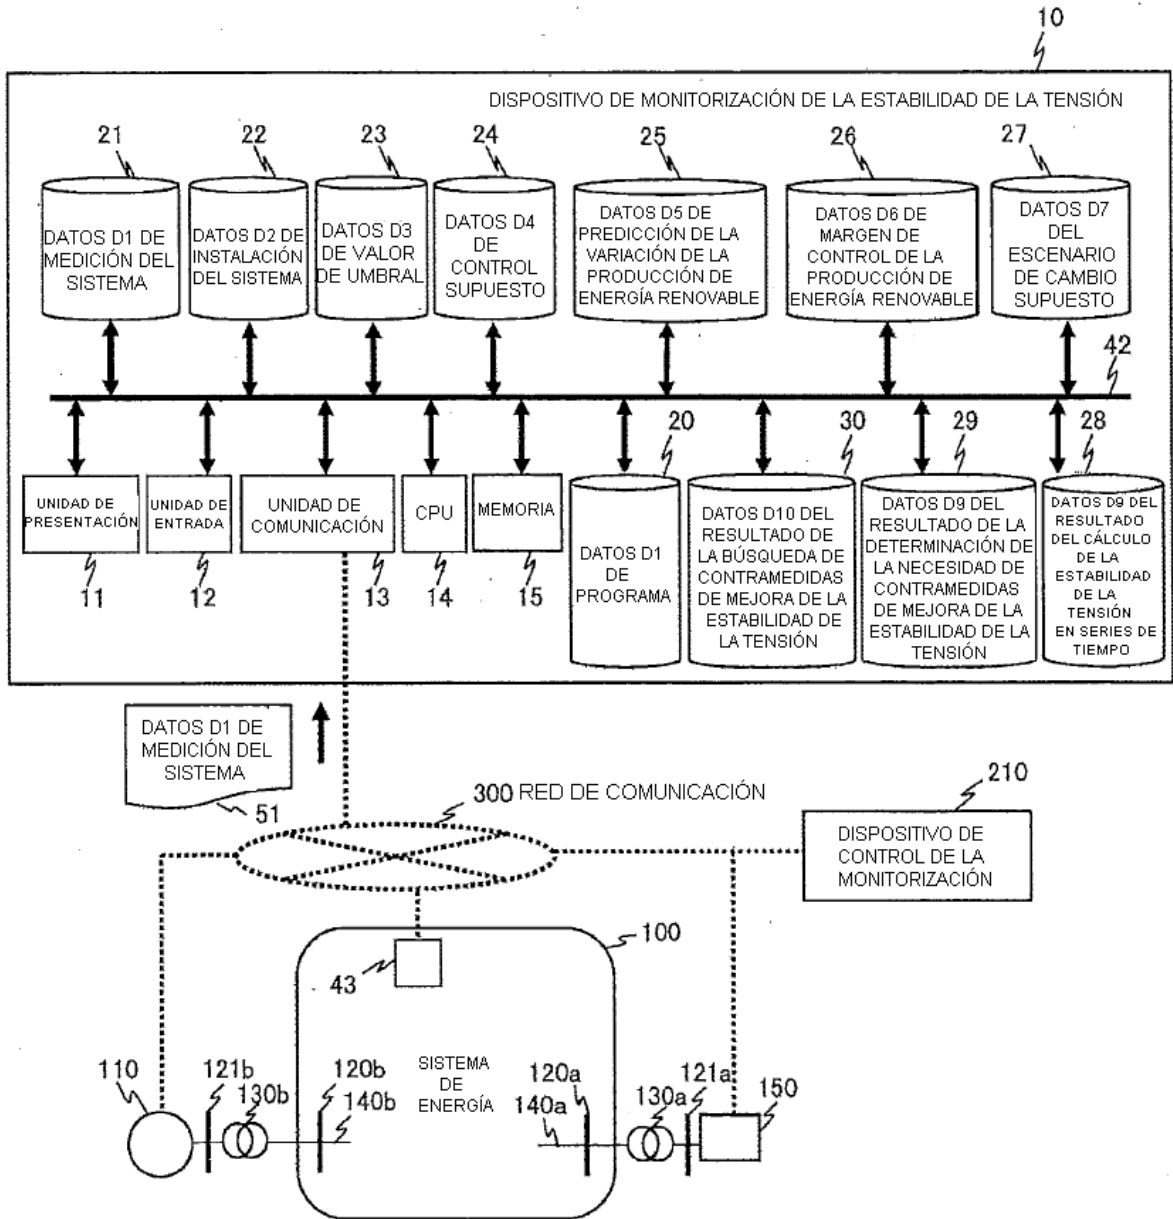 10
DISPOSITIVO DE MONITORIZACIÓN DE LA ESTABILIDAD DE LA TENSIÓN
21
22
23
24
25
26
27
DATOS D1 DE
MEDICIÓN DEL
SISTEMA
DATOS D2 DE
INSTALACIÓN
DEL SISTEMA
DATOS D3
DE VALOR
DE UMBRAL
DATOS D4
DE
CONTROL
SUPUESTO
DATOS D5 DE
PREDICCIÓN DE LA
VARIACIÓN DE LA
PRODUCCIÓN DE
ENERGÍA RENOVABLE
DATOS D6 DE
MARGEN DE
CONTROL DE LA
PRODUCCIÓN DE
ENERGÍA RENOVABLE
DATOS D7
DEL
ESCENARIO
DE CAMBIO
SUPUESTO
42
20
30
29
28
UNIDAD DE
PRESENTACIÓN
UNIDAD DE
ENTRADA
UNIDAD DE
COMUNICACIÓN
CPU
MEMORIA
11
12
13
14
15
DATOS D1
DE
PROGRAMA
DATOS D10 DEL
RESULTADO DE
LA BÚSQUEDA DE
CONTRAMEDIDAS
DE MEJORA DE LA
ESTABILIDAD DE
LA TENSIÓN
DATOS D9 DEL
RESULTADO DE LA
DETERMINACIÓN DE
LA NECESIDAD DE
CONTRAMEDIDAS
DE MEJORA DE LA
ESTABILIDAD DE LA
TENSIÓN
DATOS D9 DEL
RESULTADO
DEL CÁLCULO
DE LA
ESTABILIDAD
DE LA
TENSIÓN
EN SERIES DE
TIEMPO
DATOS D1 DE
MEDICIÓN DEL
SISTEMA
51
300 RED DE COMUNICACIÓN
210
DISPOSITIVO DE
CONTROL DE LA
MONITORIZACIÓN
100
43
SISTEMA
DE
ENERGÍA
110
121b
130b
120b
140b
120a
140a
130a
121a
150